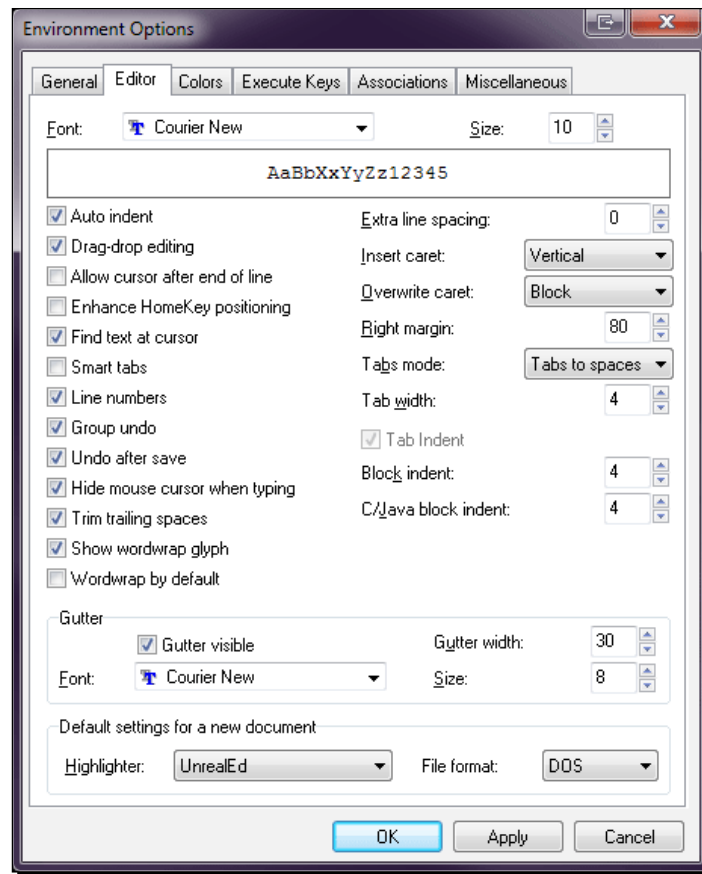 Environment Options
General Editor Colors Execute Keys Associations Miscellaneous
Font: Courier New Size: 10
AaBbXxYyZz12345
Auto indent
Drag-drop editing
Allow cursor after end of line
Enhance HomeKey positioning
Find text at cursor
Smart tabs
Line numbers
Group undo
Undo after save
Hide mouse cursor when typing
Trim trailing spaces
Show wordwrap glyph
Wordwrap by default
Extra line spacing: 0
Insert caret: Vertical
Overwrite caret: Block
Right margin: 80
Tabs mode: Tabs to spaces
Tab width: 4
Tab Indent
Block indent: 4
C/Java block indent: 4
Gutter
Gutter visible Gutter width: 30
Font: Courier New Size: 8
Default settings for a new document
Highlighter: UnrealEd File format: DOS
OK Apply Cancel